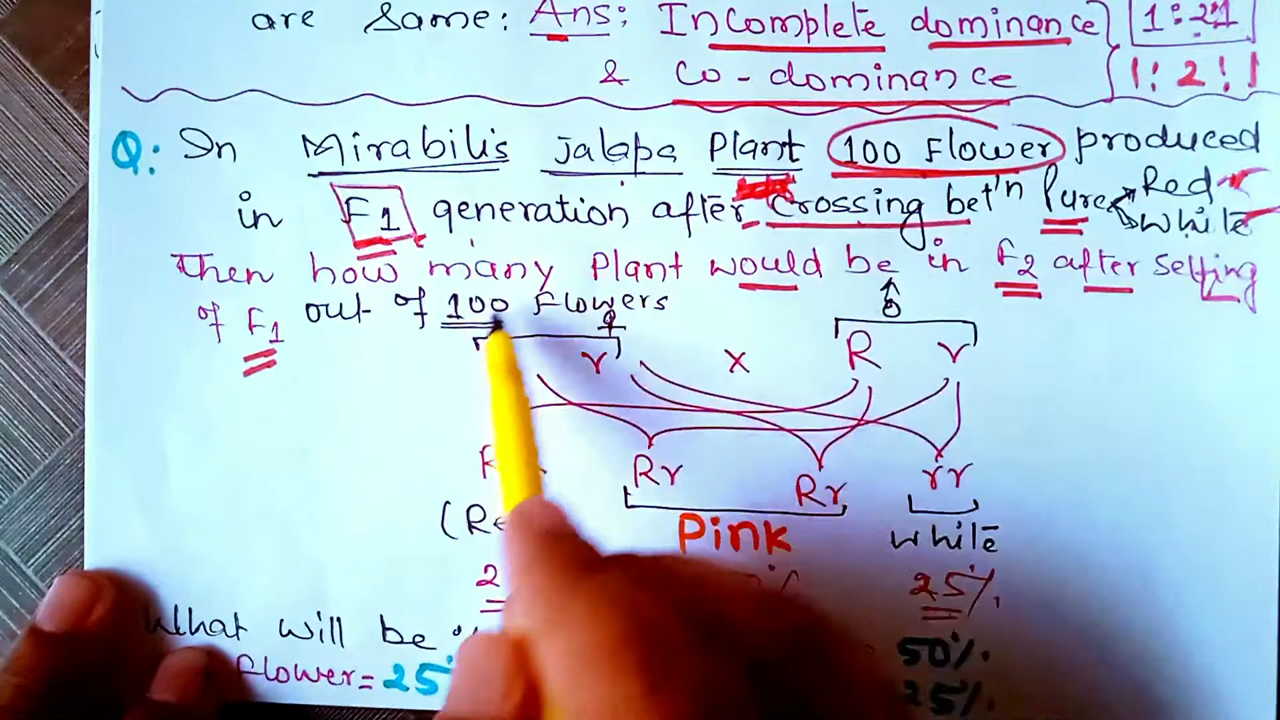 are Same: Ans: Incomplete dominance 1:2:1
& Co-dominance 1:2:1
Q: In Mirabilis jalapa Plant 100 Flower produced
in F1 generation after crossing bet'n Pure Red
white
Then how many Plant would be in F2 after selfing
of F1 out of 100 Flowers
r x R r
Rr Rr rr
(Re Pink white
2 25%
What will be 50%
Flower = 25 25%